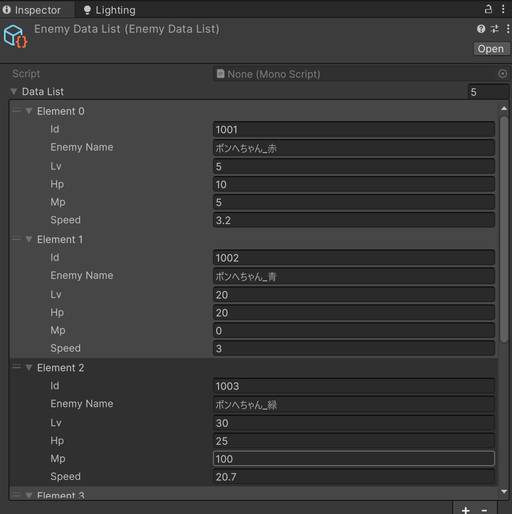 Inspector
Lighting
Enemy Data List (Enemy Data List)
Open
Script
None (Mono Script)
Data List
5
Element 0
Id
1001
Enemy Name
ボンヘちゃん_赤
Lv
5
Hp
10
Mp
5
Speed
3.2
Element 1
Id
1002
Enemy Name
ボンヘちゃん_青
Lv
20
Hp
20
Mp
0
Speed
3
Element 2
Id
1003
Enemy Name
ボンヘちゃん_緑
Lv
30
Hp
25
Mp
100
Speed
20.7
Element 3